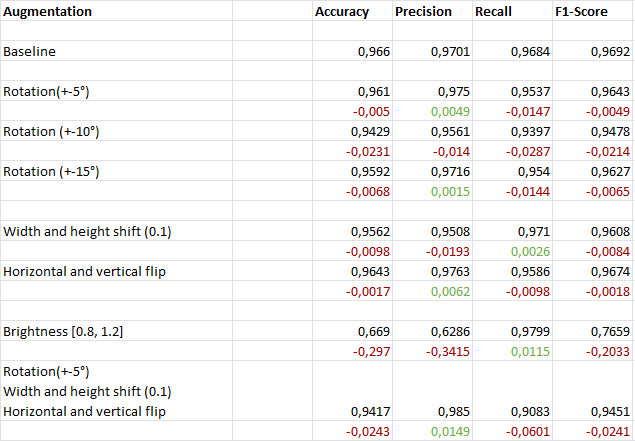 Augmentation Accuracy Precision Recall F1-Score
Baseline 0,966 0,9701 0,9684 0,9692
Rotation(+-5°) 0,961 0,975 0,9537 0,9643
-0,005 0,0049 -0,0147 -0,0049
Rotation (+-10°) 0,9429 0,9561 0,9397 0,9478
-0,0231 -0,014 -0,0287 -0,0214
Rotation (+-15°) 0,9592 0,9716 0,954 0,9627
-0,0068 0,0015 -0,0144 -0,0065
Width and height shift (0.1) 0,9562 0,9508 0,971 0,9608
-0,0098 -0,0193 0,0026 -0,0084
Horizontal and vertical flip 0,9643 0,9763 0,9586 0,9674
-0,0017 0,0062 -0,0098 -0,0018
Brightness [0.8, 1.2] 0,669 0,6286 0,9799 0,7659
-0,297 -0,3415 0,0115 -0,2033
Rotation(+-5°)
Width and height shift (0.1)
Horizontal and vertical flip 0,9417 0,985 0,9083 0,9451
-0,0243 0,0149 -0,0601 -0,0241